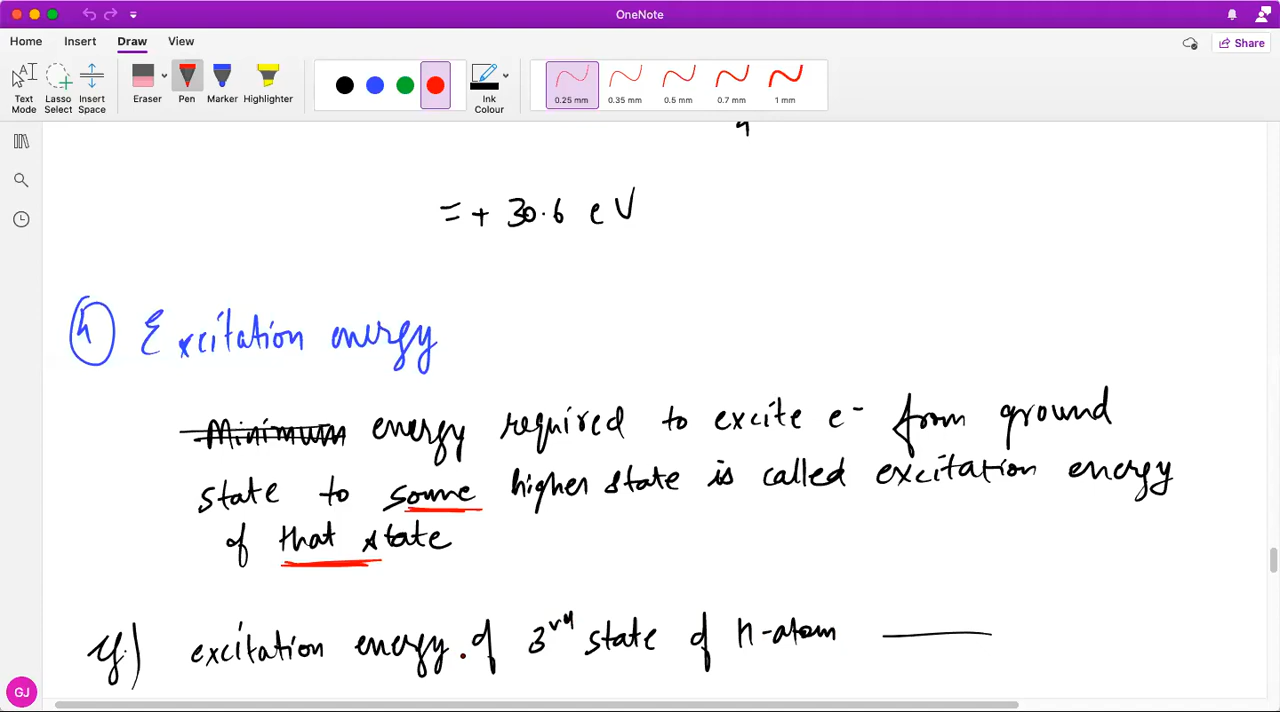 OneNote
Home Insert Draw View
Share
Text Mode
Lasso Select
Insert Space
Eraser
Pen
Marker
Highlighter
Ink Colour
0.25 mm
0.35 mm
0.5 mm
0.7 mm
1 mm
= + 30.6 eV
4 Excitation energy
Minimum energy required to excite e- from ground
state to some higher state is called excitation energy
of that state
eg) excitation energy of 3rd state of H-atom ____
GJ